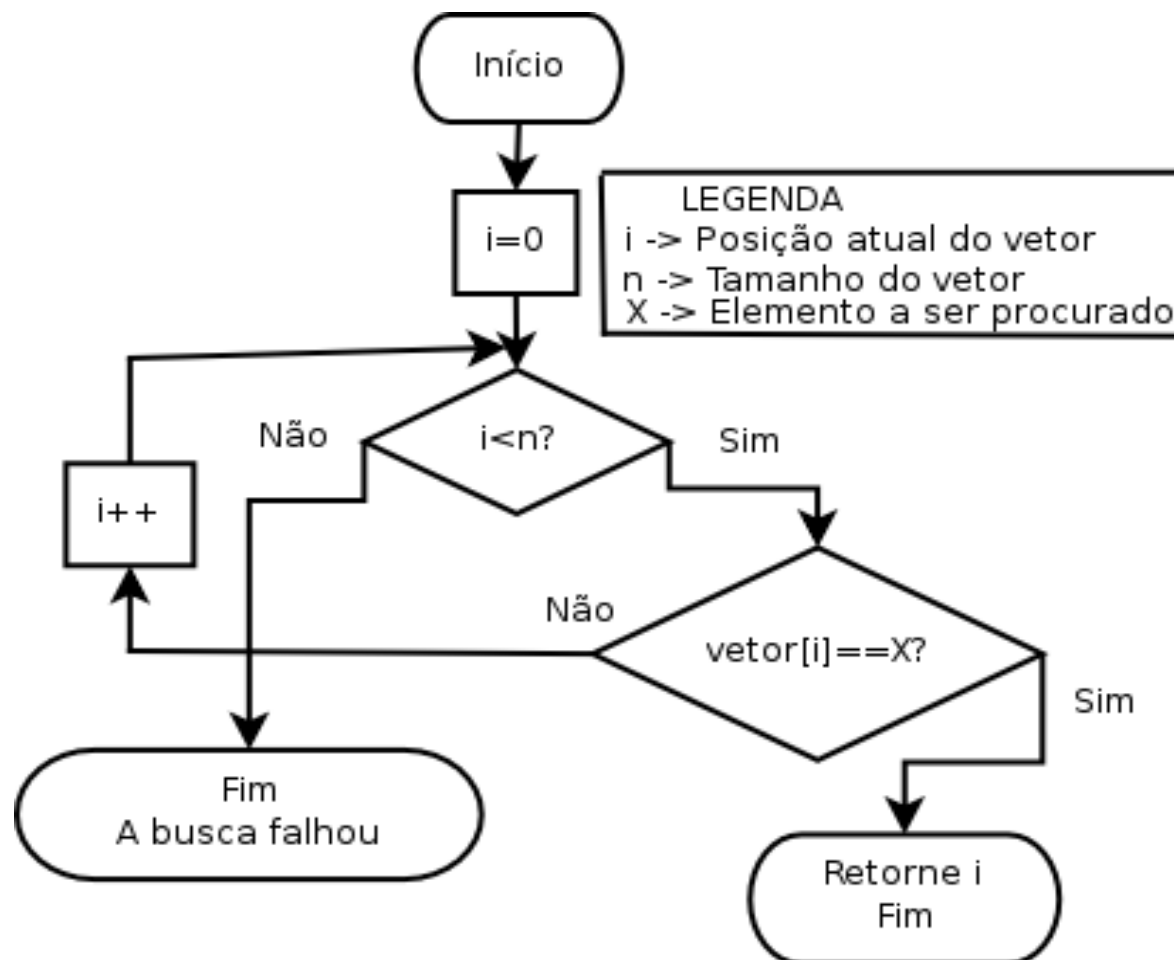 Início
i=0
LEGENDA
i -> Posição atual do vetor
n -> Tamanho do vetor
X -> Elemento a ser procurado
Não
i<n?
Sim
i++
Não
vetor[i]==X?
Sim
Fim
A busca falhou
Retorne i
Fim